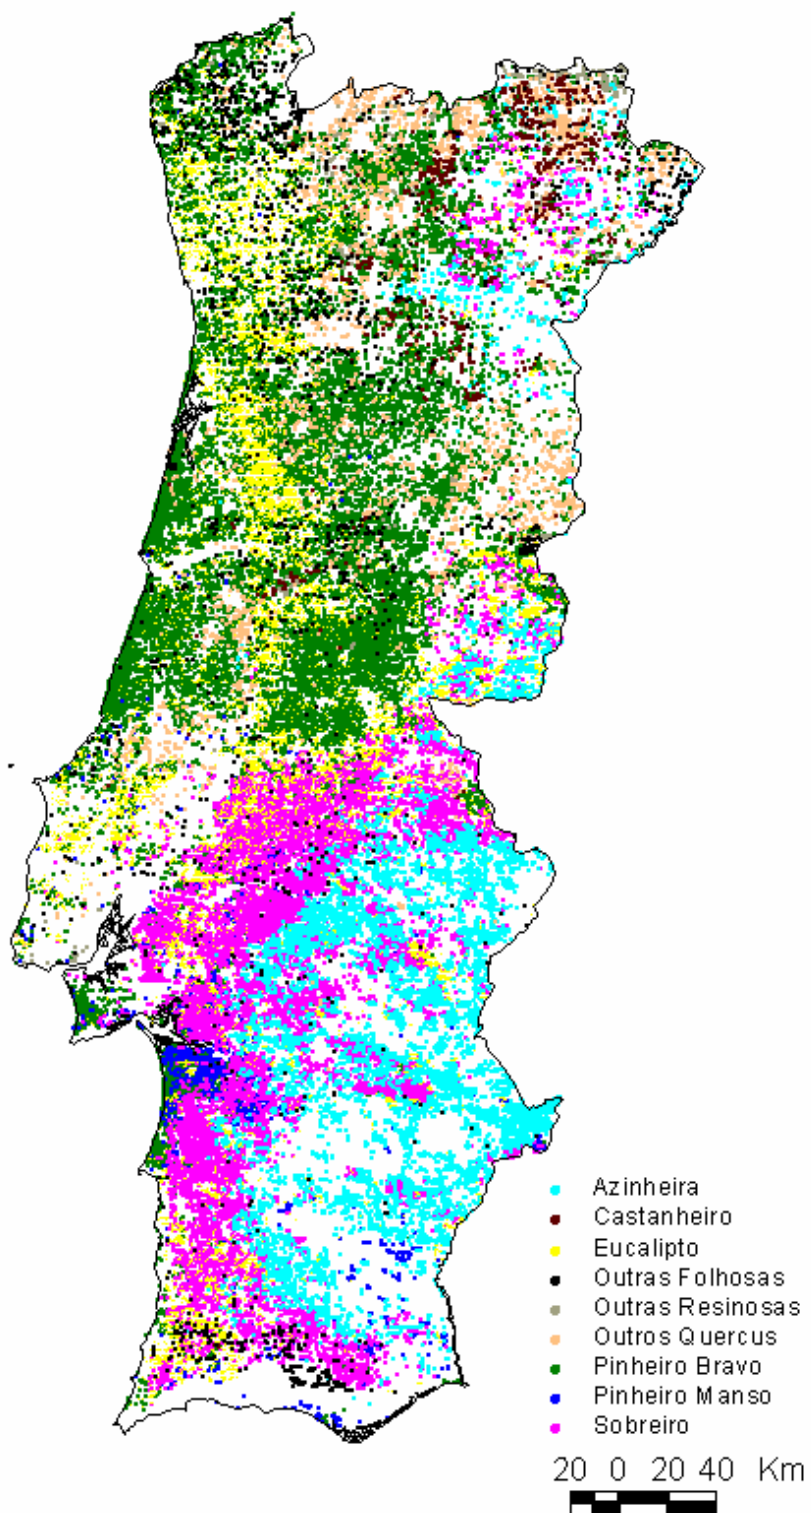 Azinheira
Castanheiro
Eucalipto
Outras Folhosas
Outras Resinosas
Outros Quercus
Pinheiro Bravo
Pinheiro Manso
Sobreiro
20 0 20 40 Km